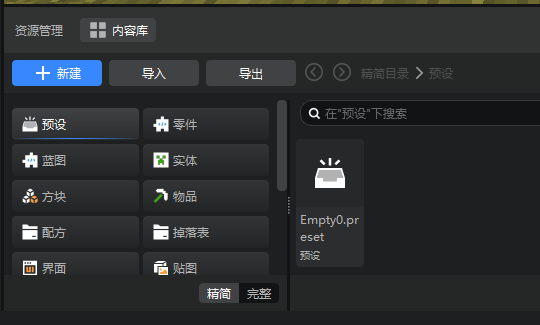 资源管理 内容库
新建 导入 导出 精简目录 预设
在"预设"下搜索
预设 零件
蓝图 实体
方块 物品
配方 掉落表
界面 贴图
Empty0.pr
eset
预设
精简 完整